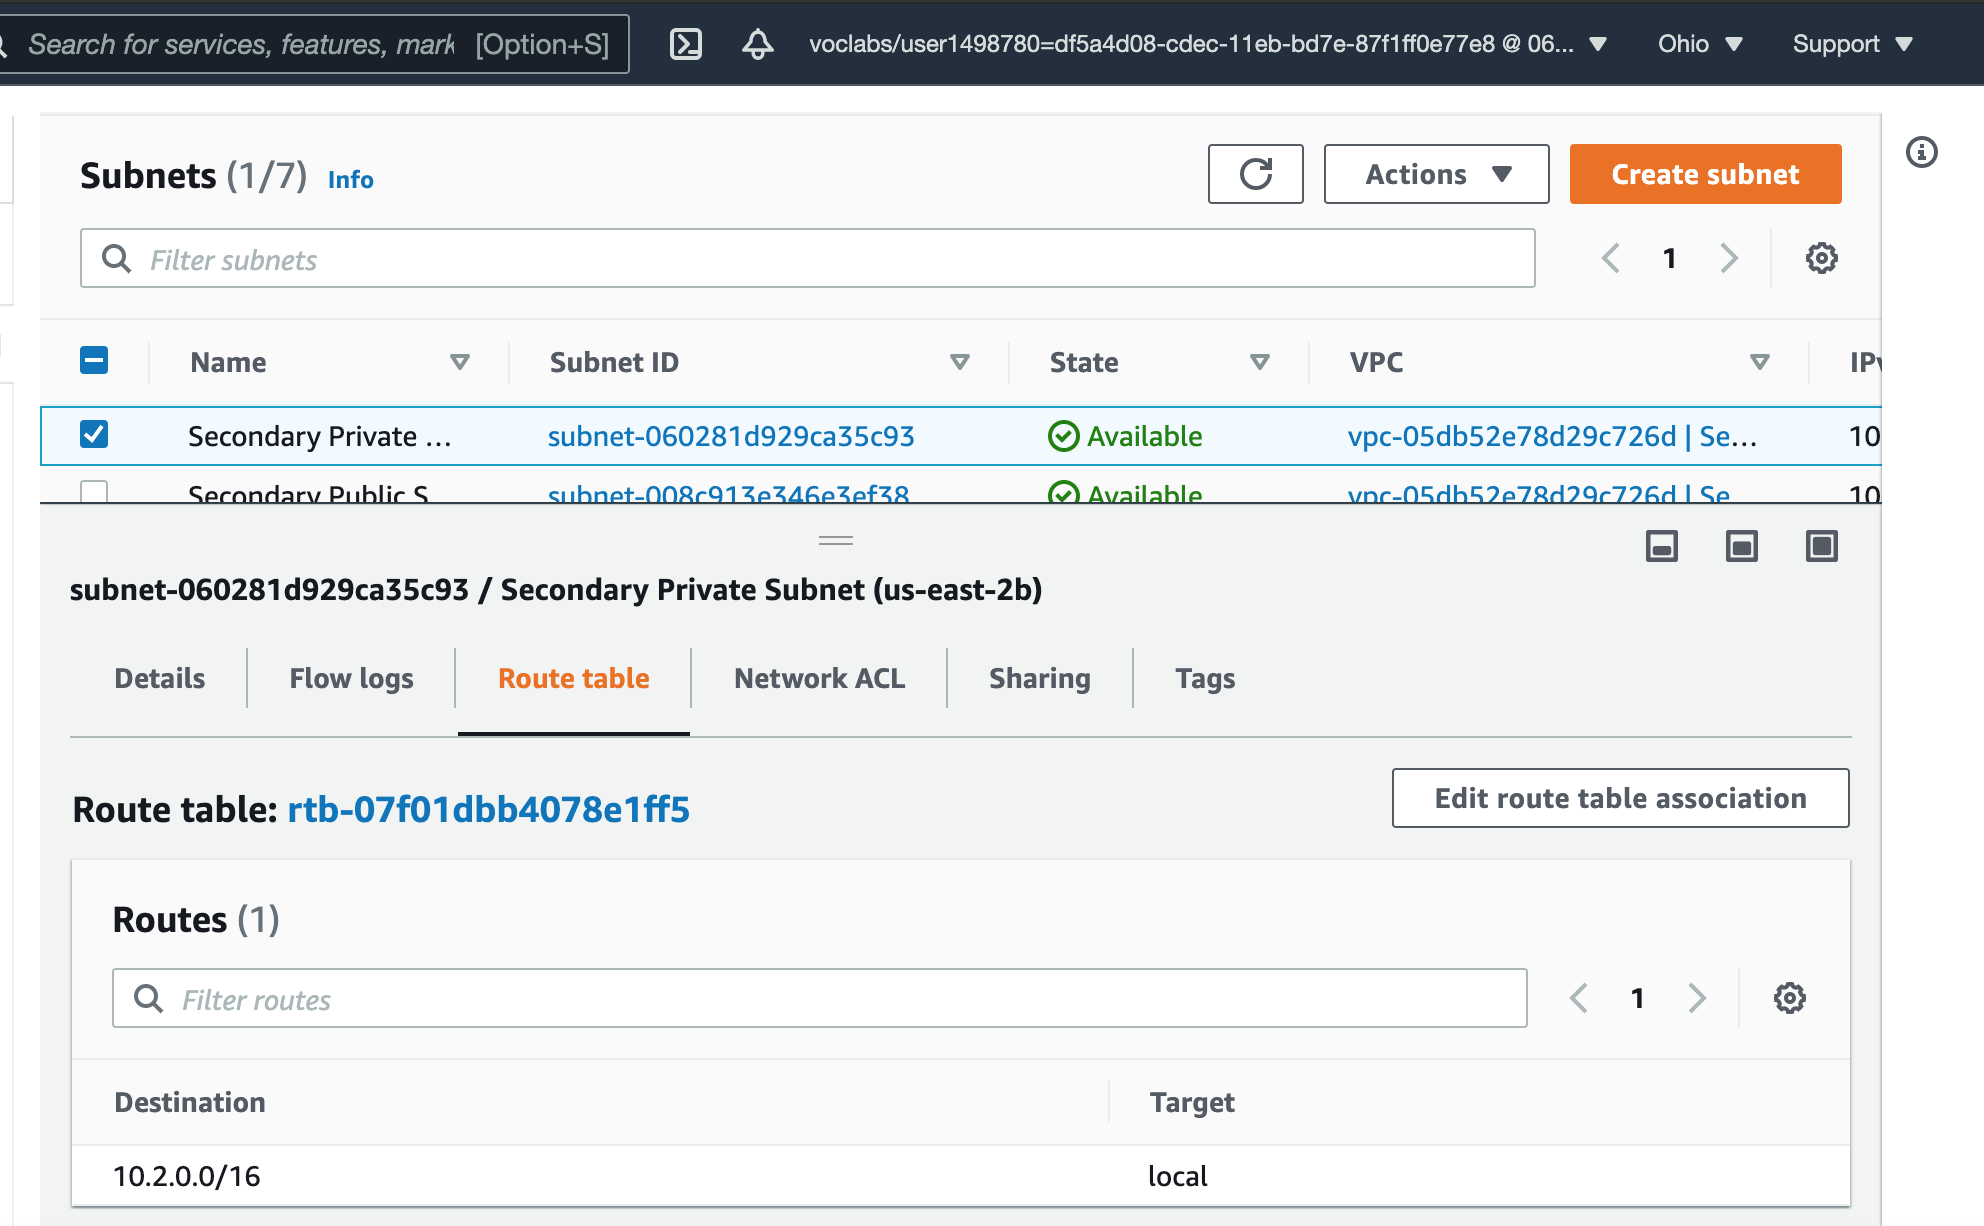 Search for services, features, mark [Option+S] voclabs/user1498780=df5a4d08-cdec-11eb-bd7e-87f1ff0e77e8 @ 06... Ohio Support
Subnets (1/7) Info Actions Create subnet
Filter subnets 1
Name Subnet ID State VPC IPv
Secondary Private ... subnet-060281d929ca35c93 Available vpc-05db52e78d29c726d | Se... 10
Secondary Public S subnet-008c913e346e3ef38 Available vpc-05db52e78d29c726d | Se 10
subnet-060281d929ca35c93 / Secondary Private Subnet (us-east-2b)
Details Flow logs Route table Network ACL Sharing Tags
Route table: rtb-07f01dbb4078e1ff5 Edit route table association
Routes (1)
Filter routes 1
Destination Target
10.2.0.0/16 local